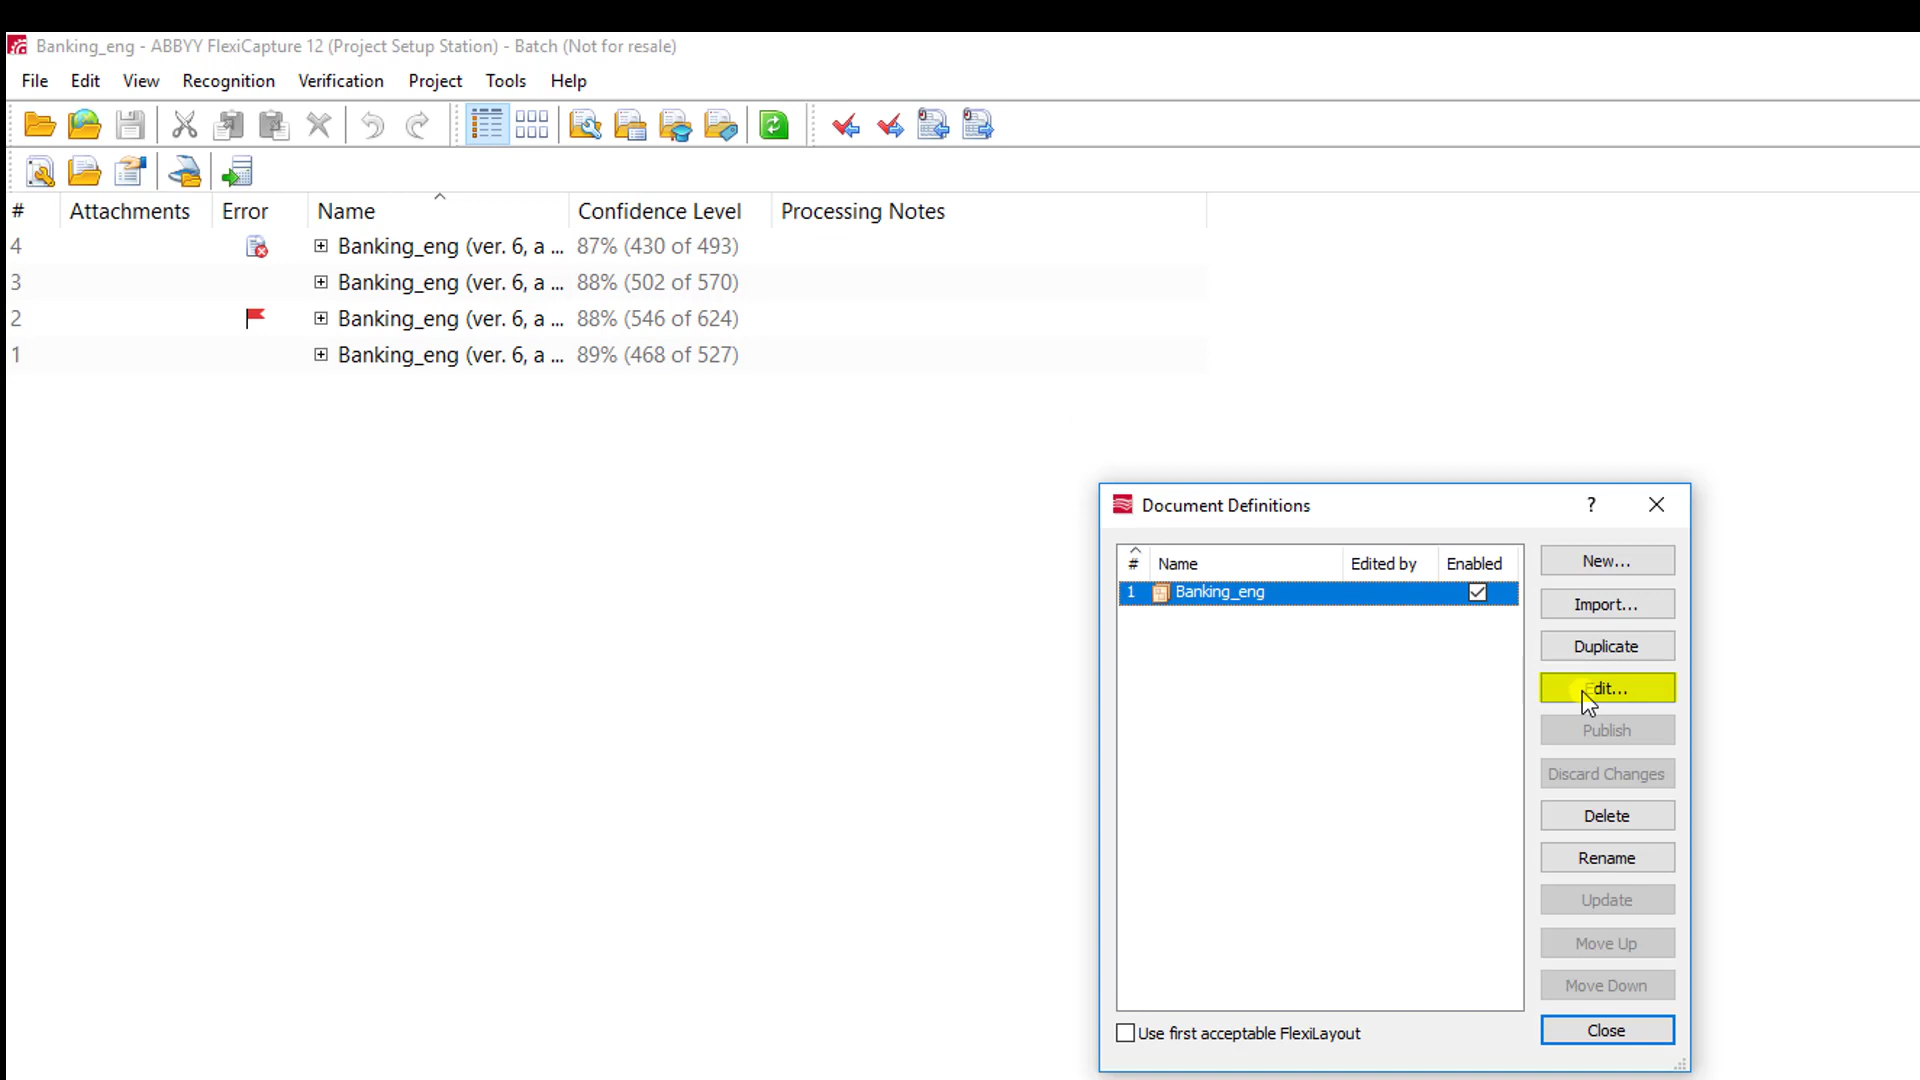 Banking_eng - ABBYY FlexiCapture 12 (Project Setup Station) - Batch (Not for resale)
File Edit View Recognition Verification Project Tools Help
# Attachments Error Name Confidence Level Processing Notes
4 Banking_eng (ver. 6, a ... 87% (430 of 493)
3 Banking_eng (ver. 6, a ... 88% (502 of 570)
2 Banking_eng (ver. 6, a ... 88% (546 of 624)
1 Banking_eng (ver. 6, a ... 89% (468 of 527)
Document Definitions ?
# Name Edited by Enabled
1 Banking_eng
New...
Import...
Duplicate
Edit...
Publish
Discard Changes
Delete
Rename
Update
Move Up
Move Down
Use first acceptable FlexiLayout
Close